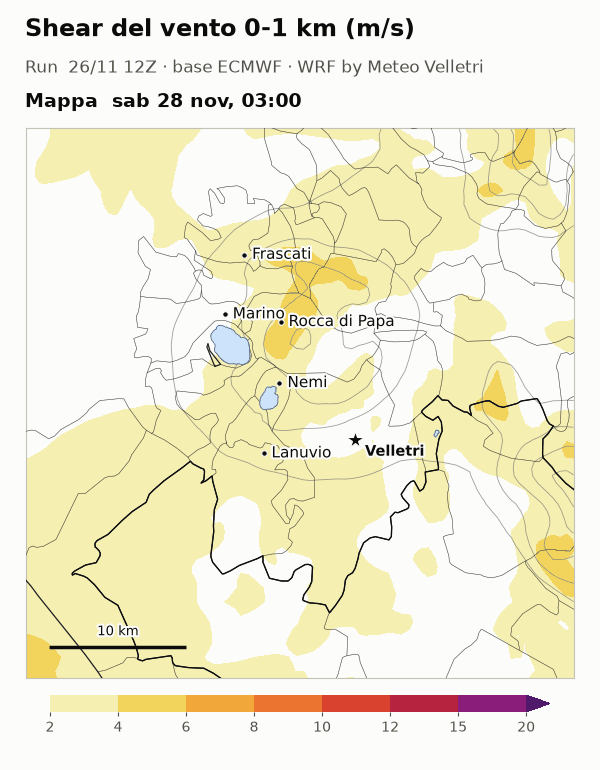 Shear del vento 0-1 km (m/s)
Run  26/11 12Z · base ECMWF · WRF by Meteo Velletri
Mappa  sab 28 nov, 03:00
Frascati
Marino
Rocca di Papa
Nemi
Velletri
Lanuvio
10 km
2 4 6 8 10 12 15 20